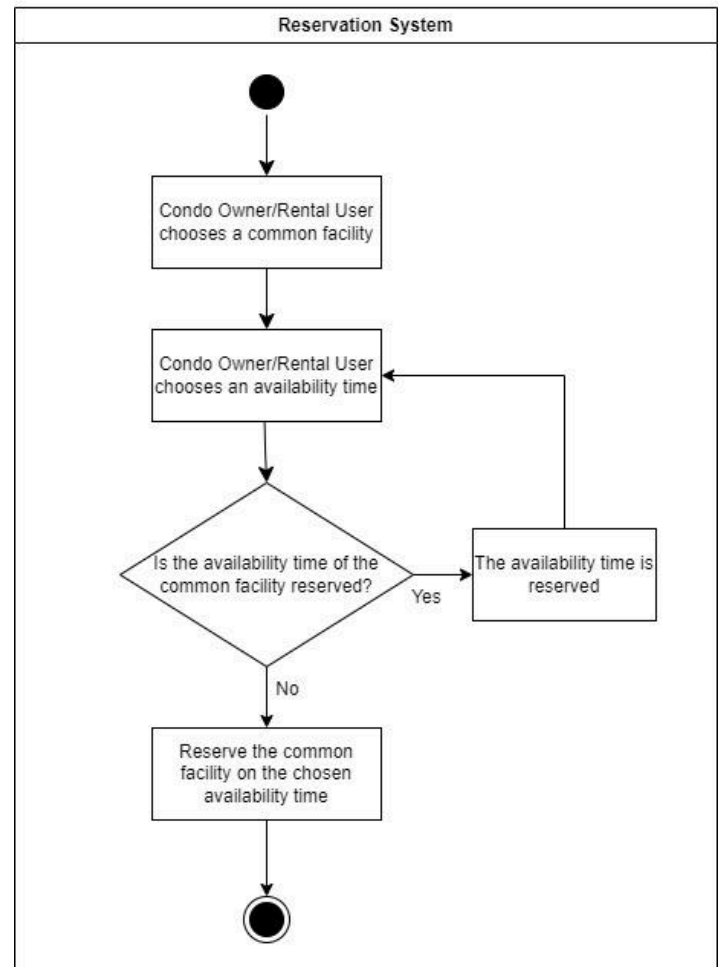 Reservation System
Condo Owner/Rental User
chooses a common facility
Condo Owner/Rental User
chooses an availability time
Is the availability time of the
common facility reserved?
Yes
The availability time is
reserved
No
Reserve the common
facility on the chosen
availability time